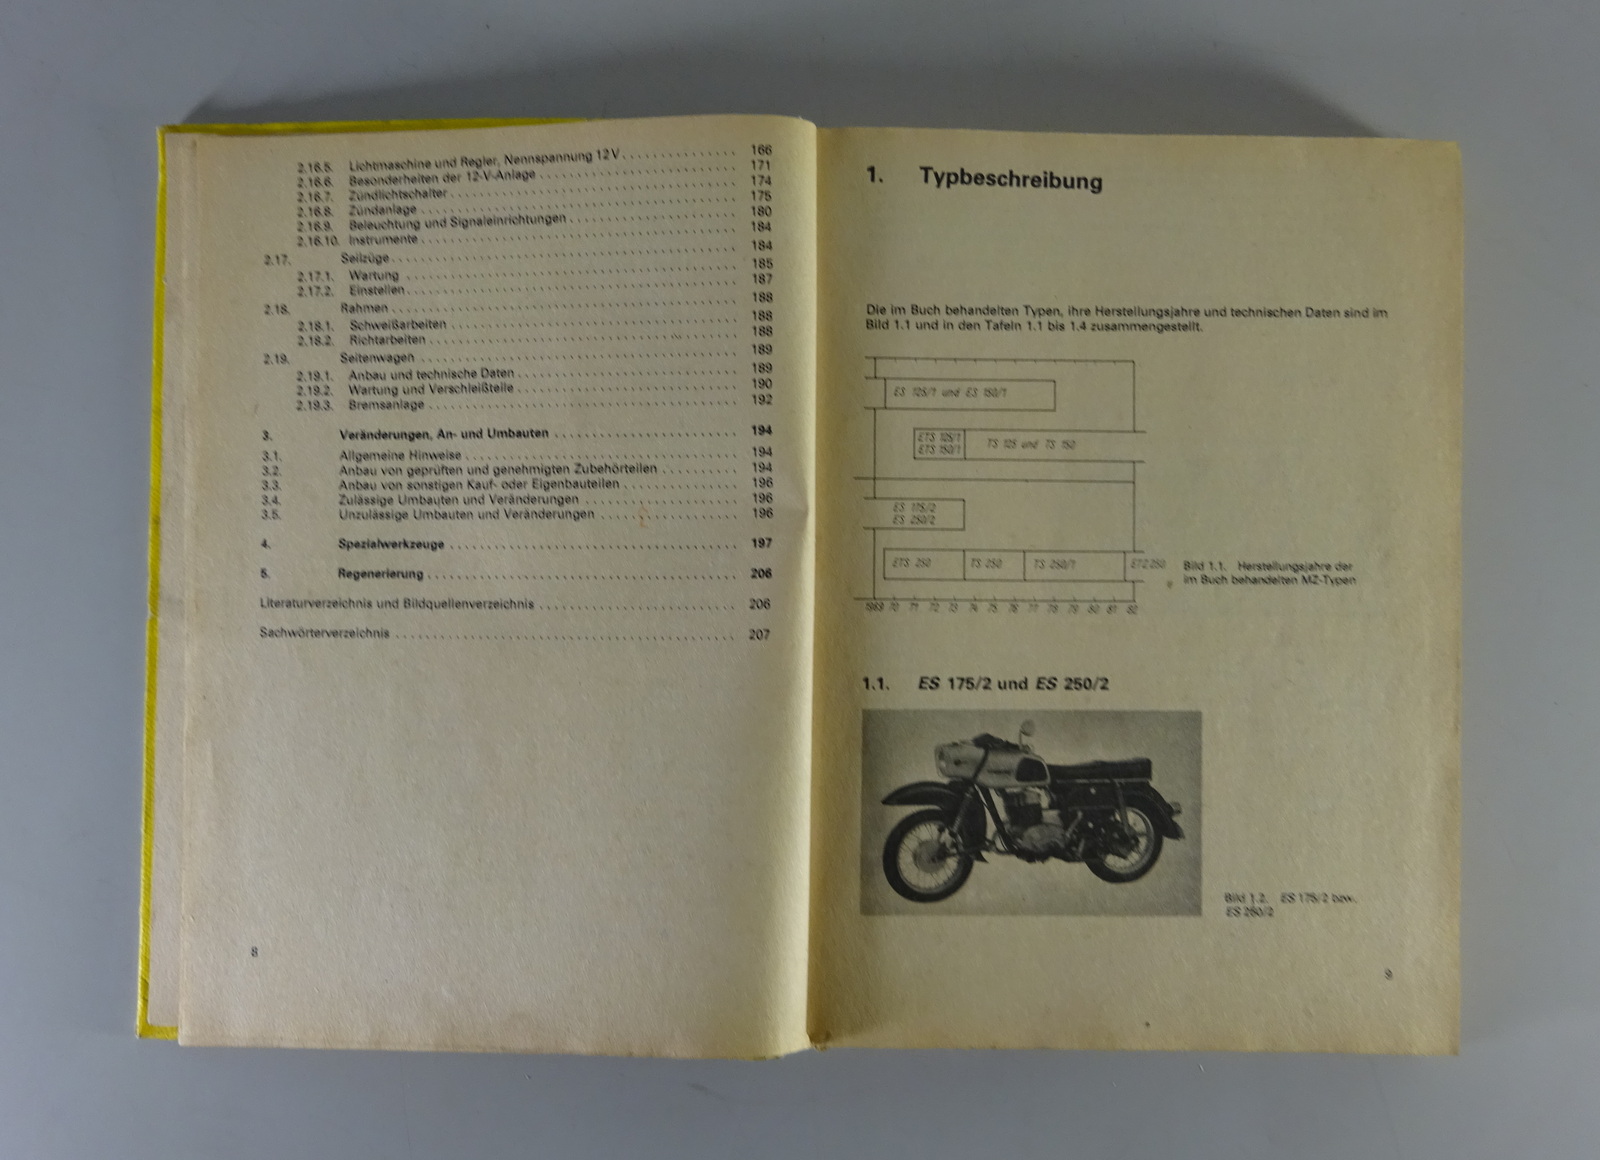 2.16.5. Lichtmaschine und Regler, Nennspannung 12 V . . . . . . . . . . . . . . . 166
2.16.6. Besonderheiten der 12-V-Anlage . . . . . . . . . . . . . . . 171
2.16.7. Zündlichtschalter . . . . . . . . . . . . . . . 174
2.16.8. Zündanlage . . . . . . . . . . . . . . . 175
2.16.9. Beleuchtung und Signaleinrichtungen . . . . . . . . . . . . . . . 180
2.16.10. Instrumente . . . . . . . . . . . . . . . 184
2.17. Seilzüge . . . . . . . . . . . . . . . 184
2.17.1. Wartung . . . . . . . . . . . . . . . 185
2.17.2. Einstellen . . . . . . . . . . . . . . . 187
2.18. Rahmen . . . . . . . . . . . . . . . 188
2.18.1. Schweißarbeiten . . . . . . . . . . . . . . . 188
2.18.2. Richtarbeiten . . . . . . . . . . . . . . . 188
2.19. Seitenwagen . . . . . . . . . . . . . . . 189
2.19.1. Anbau und technische Daten . . . . . . . . . . . . . . . 189
2.19.2. Wartung und Verschleißteile . . . . . . . . . . . . . . . 190
2.19.3. Bremsanlage . . . . . . . . . . . . . . . 192
3. Veränderungen, An- und Umbauten . . . . . . . . . . . . . . . 194
3.1. Allgemeine Hinweise . . . . . . . . . . . . . . . 194
3.2. Anbau von geprüften und genehmigten Zubehörteilen . . . . . . . . . . 194
3.3. Anbau von sonstigen Kauf- oder Eigenbauteilen . . . . . . . . . . . . . . . 196
3.4. Zulässige Umbauten und Veränderungen . . . . . . . . . . . . . . . 196
3.5. Unzulässige Umbauten und Veränderungen . . . . . . . . . . . . . . . 196
4. Spezialwerkzeuge . . . . . . . . . . . . . . . 197
5. Regenerierung . . . . . . . . . . . . . . . 206
Literaturverzeichnis und Bildquellenverzeichnis . . . . . . . . . . . . . . . 206
Sachwörterverzeichnis . . . . . . . . . . . . . . . 207
8
1. Typbeschreibung
Die im Buch behandelten Typen, ihre Herstellungsjahre und technischen Daten sind im
Bild 1.1 und in den Tafeln 1.1 bis 1.4 zusammengestellt.
ES 125/1 und ES 150/1
ETS 125/1
ETS 150/1
TS 125 und TS 150
ES 175/2
ES 250/2
ETS 250 TS 250 TS 250/1 ETZ 250
1969 70 71 72 73 74 75 76 77 78 79 80 81 82
Bild 1.1. Herstellungsjahre der
im Buch behandelten MZ-Typen
1.1. ES 175/2 und ES 250/2
Bild 1.2. ES 175/2 bzw.
ES 250/2
9